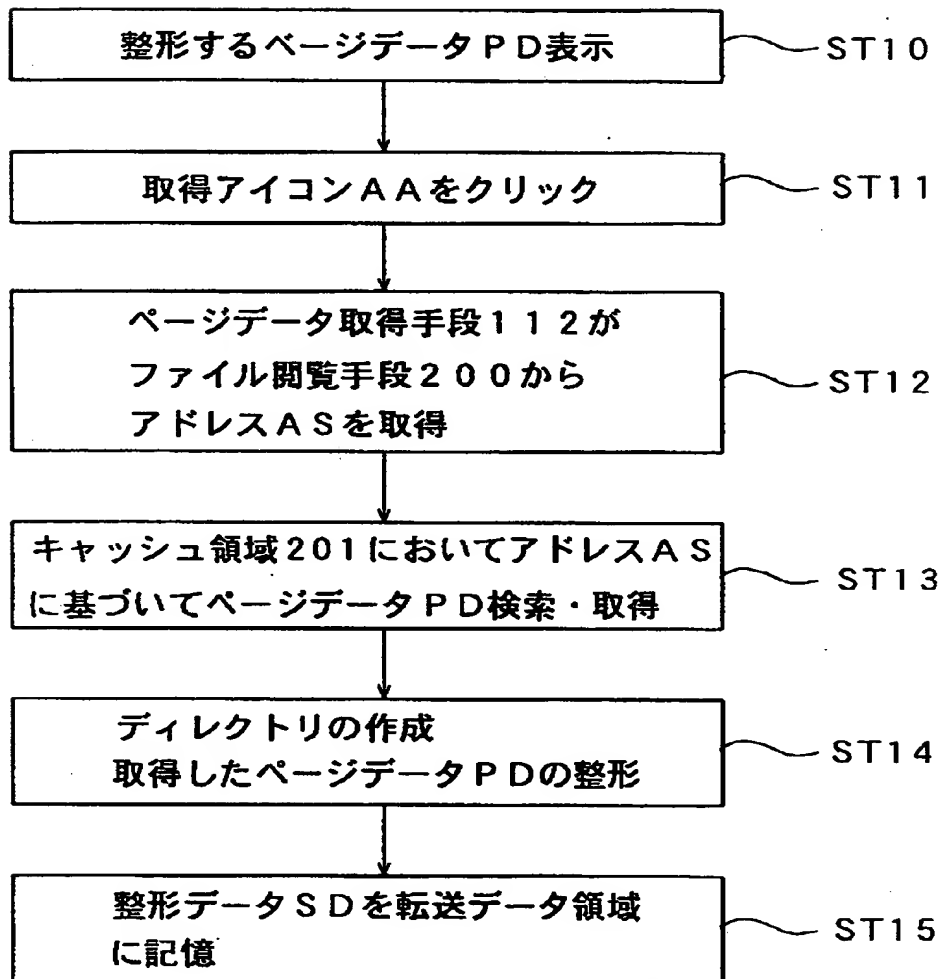 整形するページデータPD表示
ST10
取得アイコンAAをクリック
ST11
ページデータ取得手段112が
ファイル閲覧手段200から
アドレスASを取得
ST12
キャッシュ領域201においてアドレスAS
に基づいてページデータPD検索・取得
ST13
ディレクトリの作成
取得したページデータPDの整形
ST14
整形データSDを転送データ領域
に記憶
ST15